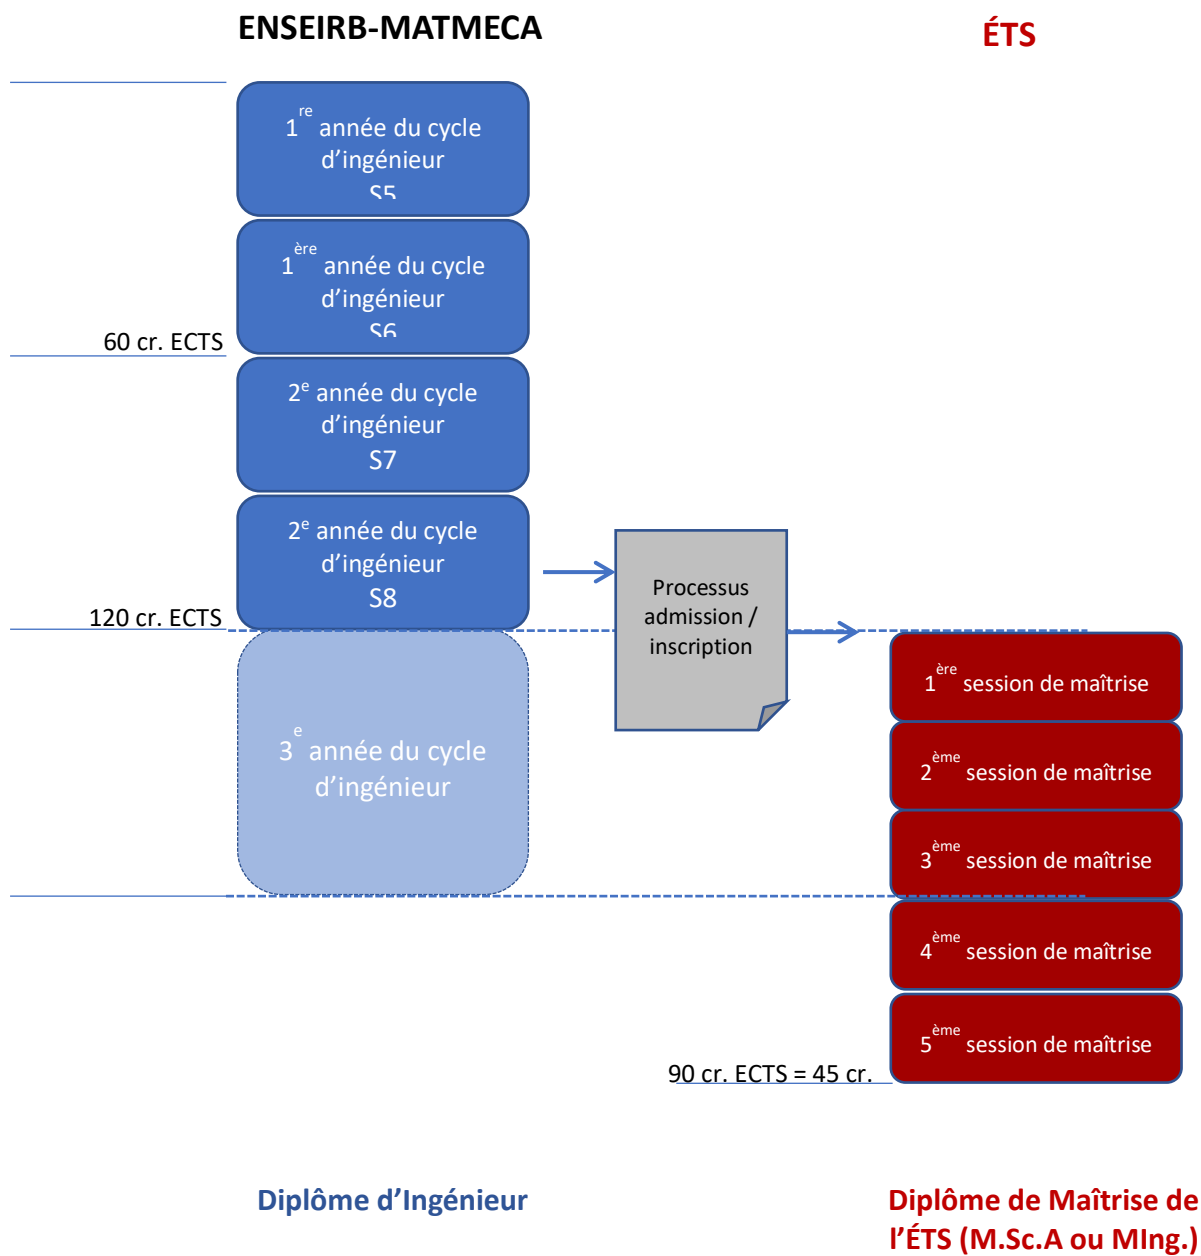 ENSEIRB-MATMECA
ÉTS
1re année du cycle
d’ingénieur
S5
1ère année du cycle
d’ingénieur
S6
60 cr. ECTS
2e année du cycle
d’ingénieur
S7
2e année du cycle
d’ingénieur
S8
120 cr. ECTS
Processus
admission /
inscription
3e année du cycle
d’ingénieur
1ère session de maîtrise
2ème session de maîtrise
3ème session de maîtrise
4ème session de maîtrise
5ème session de maîtrise
90 cr. ECTS = 45 cr.
Diplôme d’Ingénieur
Diplôme de Maîtrise de
l’ÉTS (M.Sc.A ou MIng.)